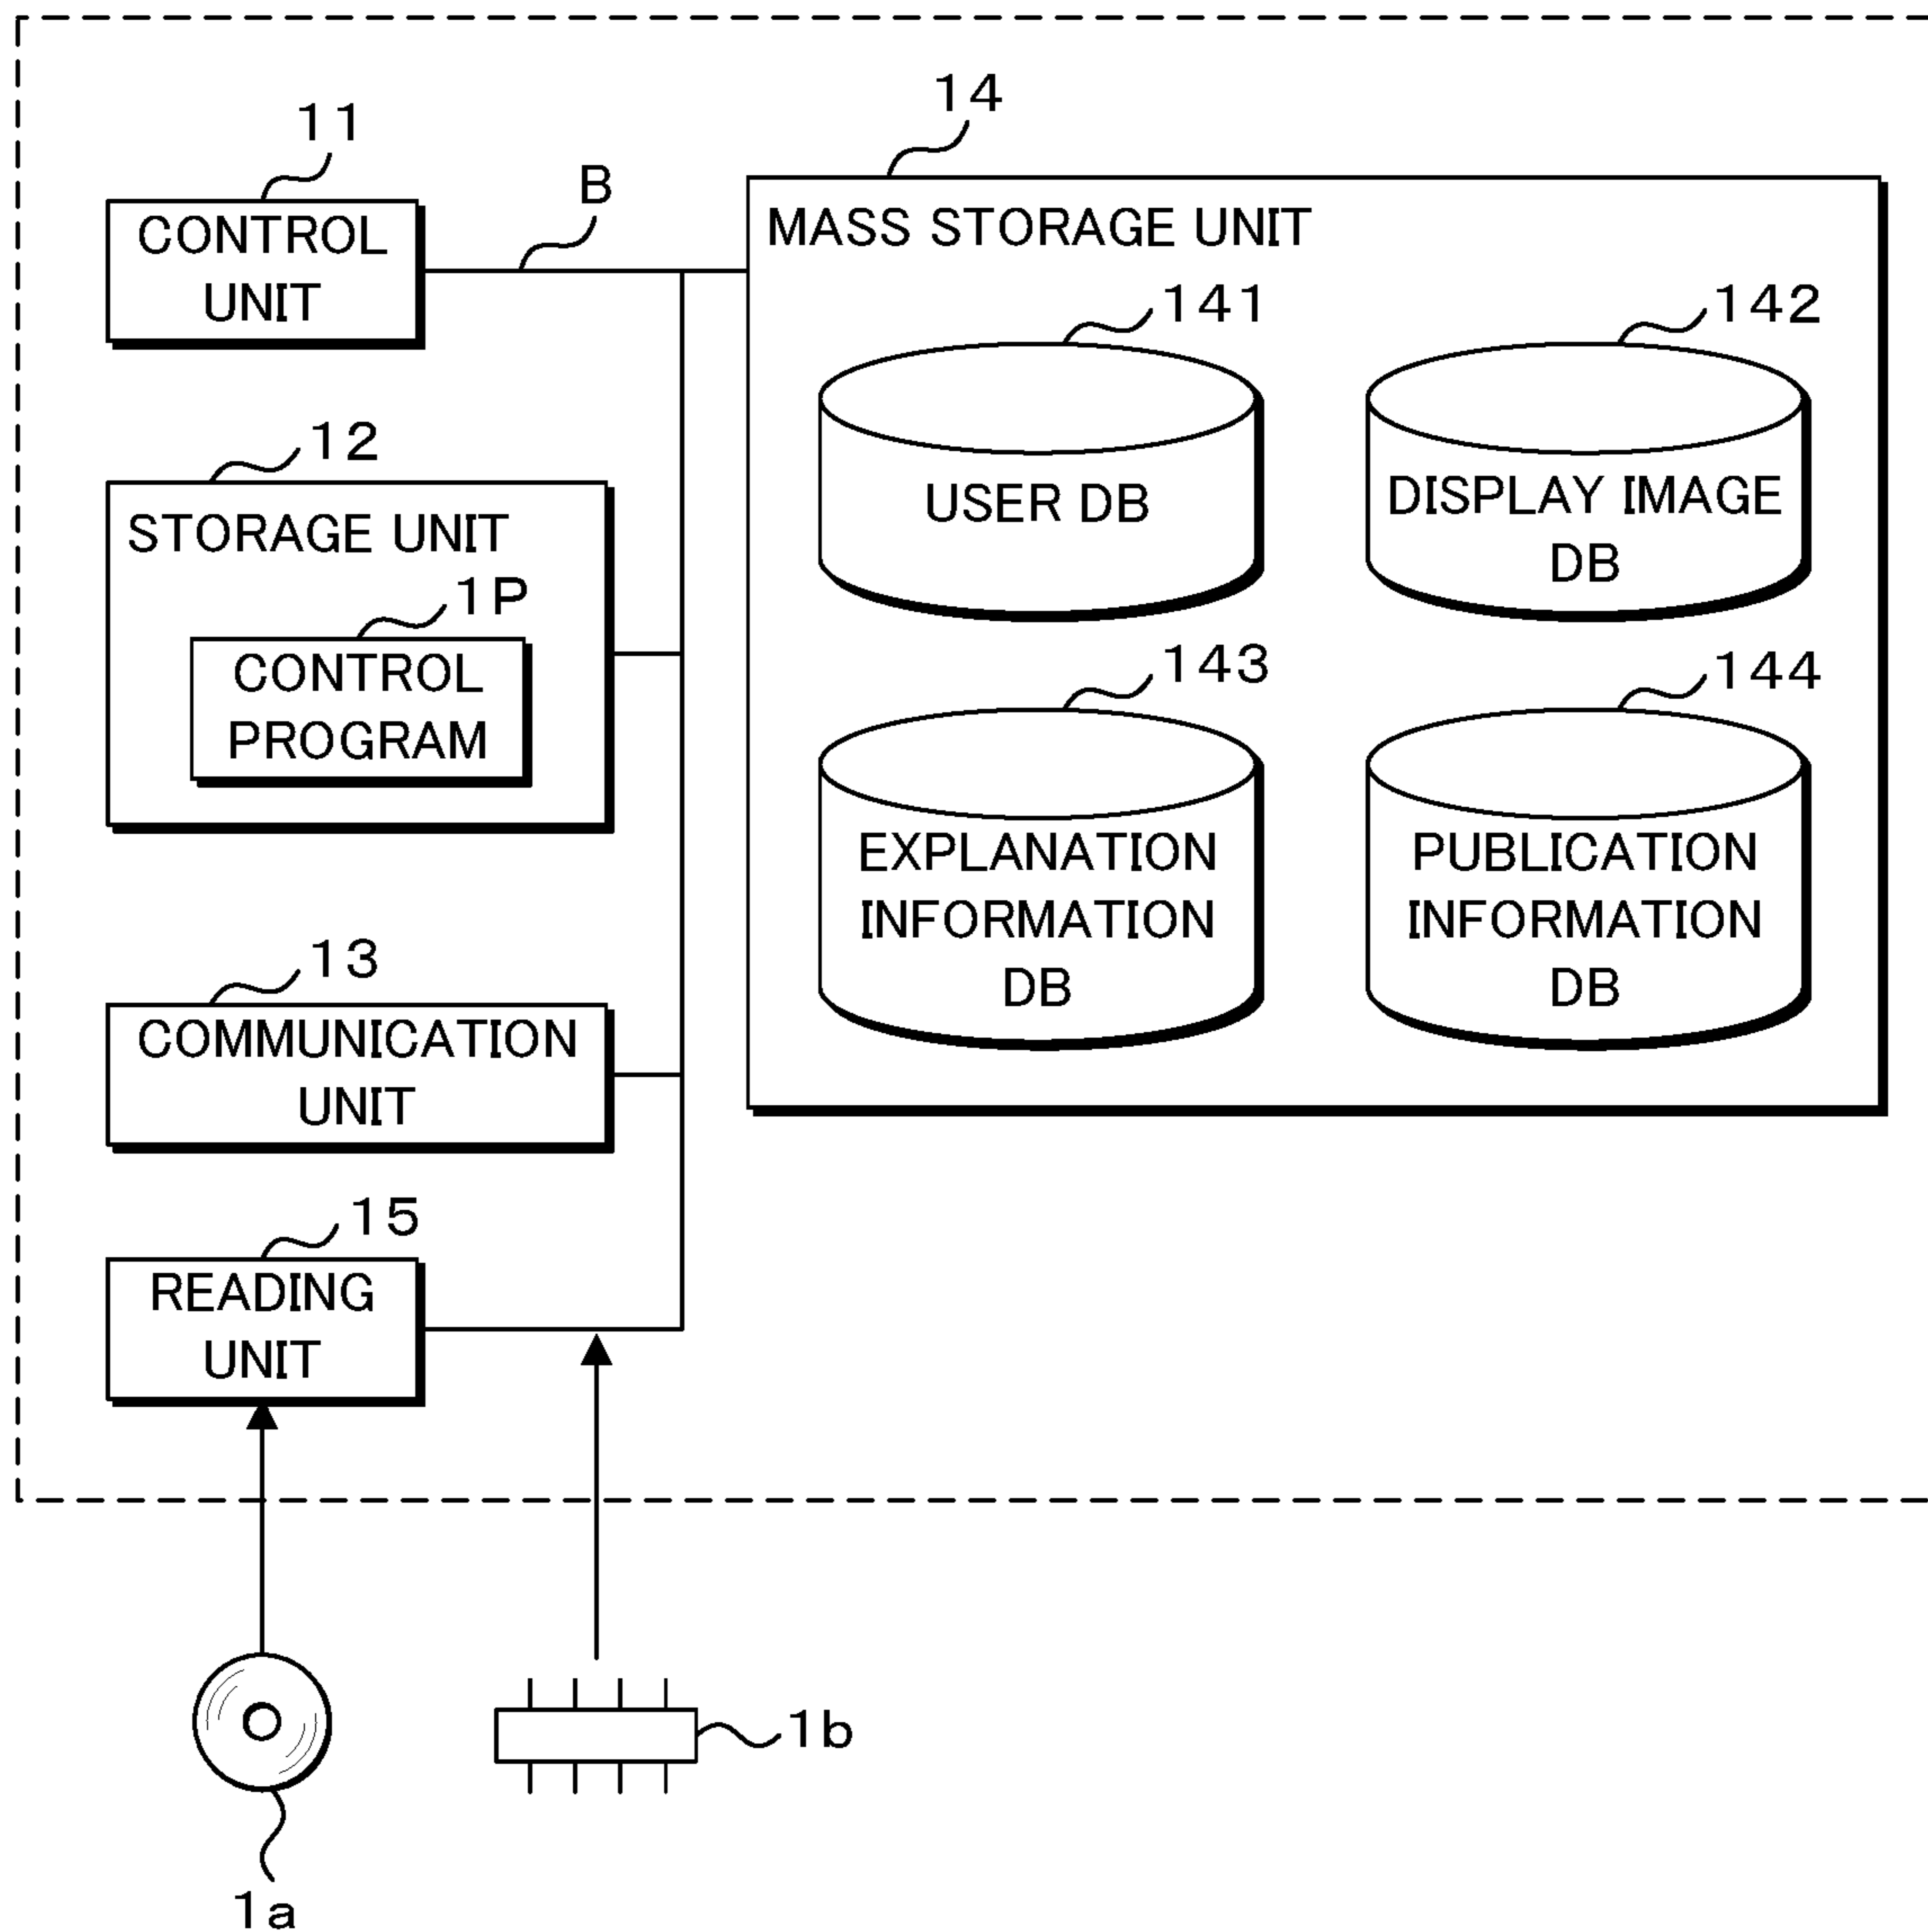 11
CONTROL
UNIT
B
14
MASS STORAGE UNIT
141
USER DB
142
DISPLAY IMAGE
DB
12
STORAGE UNIT
1P
CONTROL
PROGRAM
143
EXPLANATION
INFORMATION
DB
144
PUBLICATION
INFORMATION
DB
13
COMMUNICATION
UNIT
15
READING
UNIT
1b
1a